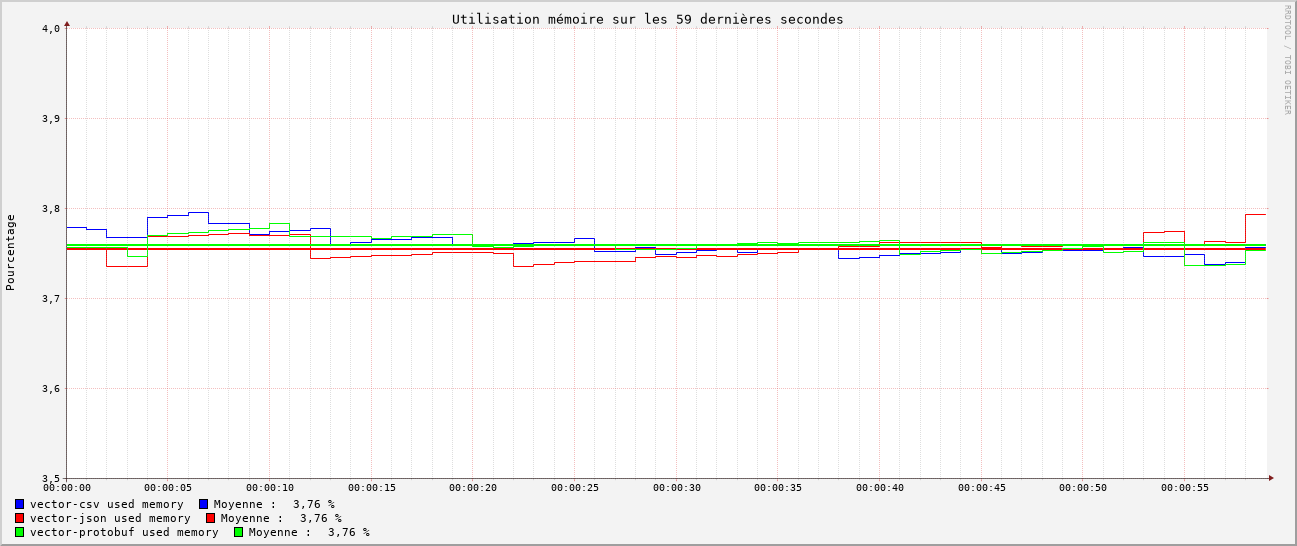 Utilisation mémoire sur les 59 dernières secondes
RRDTOOL / TOBI OETIKER
Pourcentage
4,0
3,9
3,8
3,7
3,6
3,5
00:00:00 00:00:05 00:00:10 00:00:15 00:00:20 00:00:25 00:00:30 00:00:35 00:00:40 00:00:45 00:00:50 00:00:55
vector-csv used memory Moyenne : 3,76 %
vector-json used memory Moyenne : 3,76 %
vector-protobuf used memory Moyenne : 3,76 %